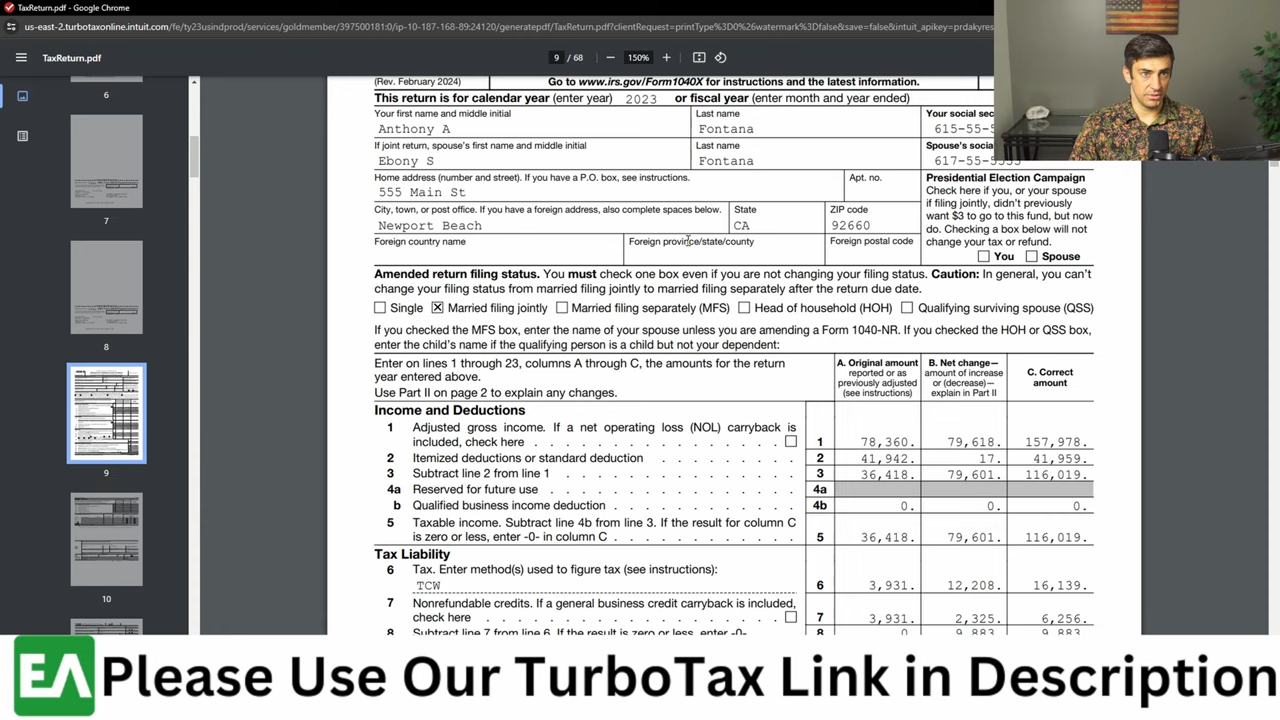 TaxReturn.pdf - Google Chrome
us-east-2.turbotaxonline.intuit.com/fe/ty23usindprod/services/goldmember/397500181:0/ip-10-187-168-89:24120/generatepdf/TaxReturn.pdf?clientRequest=printType%3D0%26watermark%3Dfalse&save=false&intuit_apikey=prdakyres
TaxReturn.pdf
9 / 68
150%
6
7
8
9
10
(Rev. February 2024)
Go to www.irs.gov/Form1040X for instructions and the latest information.
This return is for calendar year (enter year) 2023 or fiscal year (enter month and year ended)
Your first name and middle initial Last name Your social sec
Anthony A Fontana 615-55-5
If joint return, spouse's first name and middle initial Last name Spouse's social
Ebony S Fontana 617-55-
Home address (number and street). If you have a P.O. box, see instructions. Apt. no.
555 Main St
City, town, or post office. If you have a foreign address, also complete spaces below. State ZIP code
Newport Beach CA 92660
Foreign country name Foreign province/state/county Foreign postal code
Presidential Election Campaign
Check here if you, or your spouse
if filing jointly, didn't previously
want $3 to go to this fund, but now
do. Checking a box below will not
change your tax or refund.
You Spouse
Amended return filing status. You must check one box even if you are not changing your filing status. Caution: In general, you can't
change your filing status from married filing jointly to married filing separately after the return due date.
Single X Married filing jointly Married filing separately (MFS) Head of household (HOH) Qualifying surviving spouse (QSS)
If you checked the MFS box, enter the name of your spouse unless you are amending a Form 1040-NR. If you checked the HOH or QSS box,
enter the child's name if the qualifying person is a child but not your dependent:
Enter on lines 1 through 23, columns A through C, the amounts for the return
year entered above.
Use Part II on page 2 to explain any changes.
A. Original amount
reported or as
previously adjusted
(see instructions)
B. Net change—
amount of increase
or (decrease)—
explain in Part II
C. Correct
amount
Income and Deductions
1 Adjusted gross income. If a net operating loss (NOL) carryback is
included, check here . . . . . . . . . . . . . . 1 78,360. 79,618. 157,978.
2 Itemized deductions or standard deduction . . . . . . . . 2 41,942. 17. 41,959.
3 Subtract line 2 from line 1 . . . . . . . . . . . . . 3 36,418. 79,601. 116,019.
4a Reserved for future use . . . . . . . . . . . . . . 4a
b Qualified business income deduction . . . . . . . . . . 4b 0. 0. 0.
5 Taxable income. Subtract line 4b from line 3. If the result for column C
is zero or less, enter -0- in column C . . . . . . . . . . 5 36,418. 79,601. 116,019.
Tax Liability
6 Tax. Enter method(s) used to figure tax (see instructions):
TCW 6 3,931. 12,208. 16,139.
7 Nonrefundable credits. If a general business credit carryback is included,
check here . . . . . . . . . . . . . . . . . 7 3,931. 2,325. 6,256.
8 Subtract line 7 from line 6. If the result is zero or less, enter -0- 8 0. 9,883. 9,883.
EA Please Use Our TurboTax Link in Description